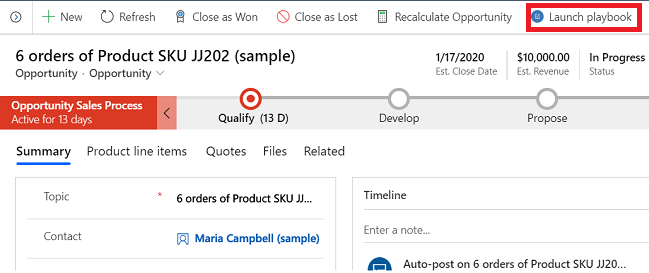 New Refresh Close as Won Close as Lost Recalculate Opportunity Launch playbook
6 orders of Product SKU JJ202 (sample)
Opportunity · Opportunity
1/17/2020 $10,000.00 In Progress
Est. Close Date Est. Revenue Status
Opportunity Sales Process
Active for 13 days
Qualify (13 D) Develop Propose
Summary Product line items Quotes Files Related
Topic * 6 orders of Product SKU JJ...
Timeline
Enter a note...
Contact Maria Campbell (sample)
Auto-post on 6 orders of Product SKU JJ20...